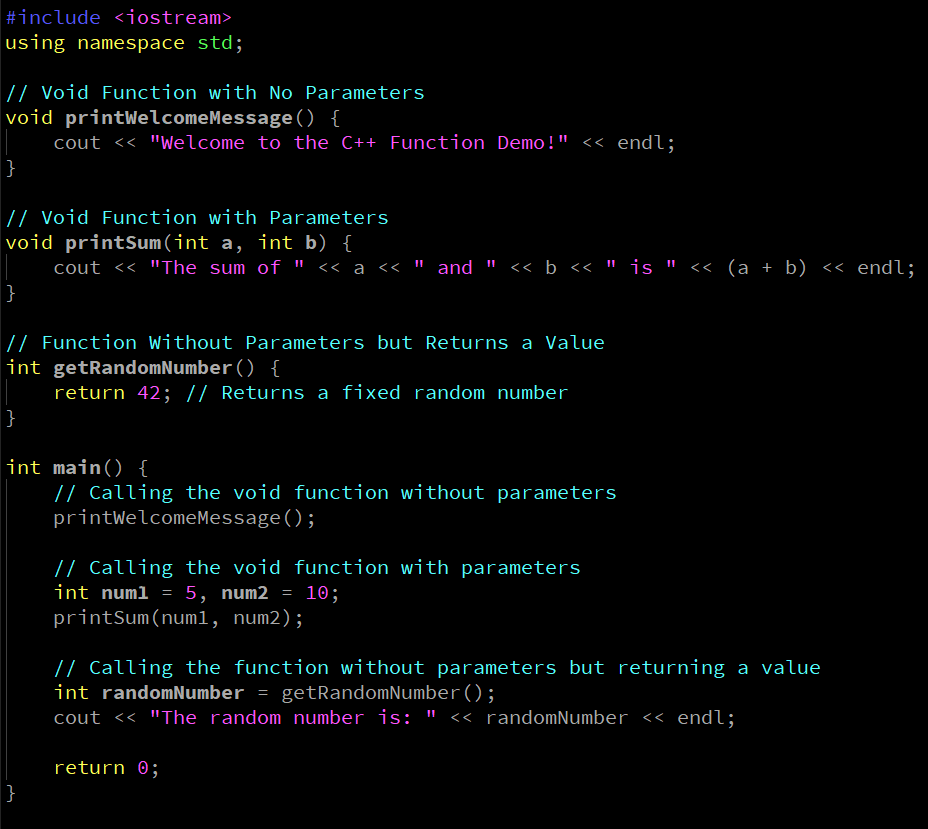 #include <iostream>
using namespace std;

// Void Function with No Parameters
void printWelcomeMessage() {
    cout << "Welcome to the C++ Function Demo!" << endl;
}

// Void Function with Parameters
void printSum(int a, int b) {
    cout << "The sum of " << a << " and " << b << " is " << (a + b) << endl;
}

// Function Without Parameters but Returns a Value
int getRandomNumber() {
    return 42; // Returns a fixed random number
}

int main() {
    // Calling the void function without parameters
    printWelcomeMessage();

    // Calling the void function with parameters
    int num1 = 5, num2 = 10;
    printSum(num1, num2);

    // Calling the function without parameters but returning a value
    int randomNumber = getRandomNumber();
    cout << "The random number is: " << randomNumber << endl;

    return 0;
}